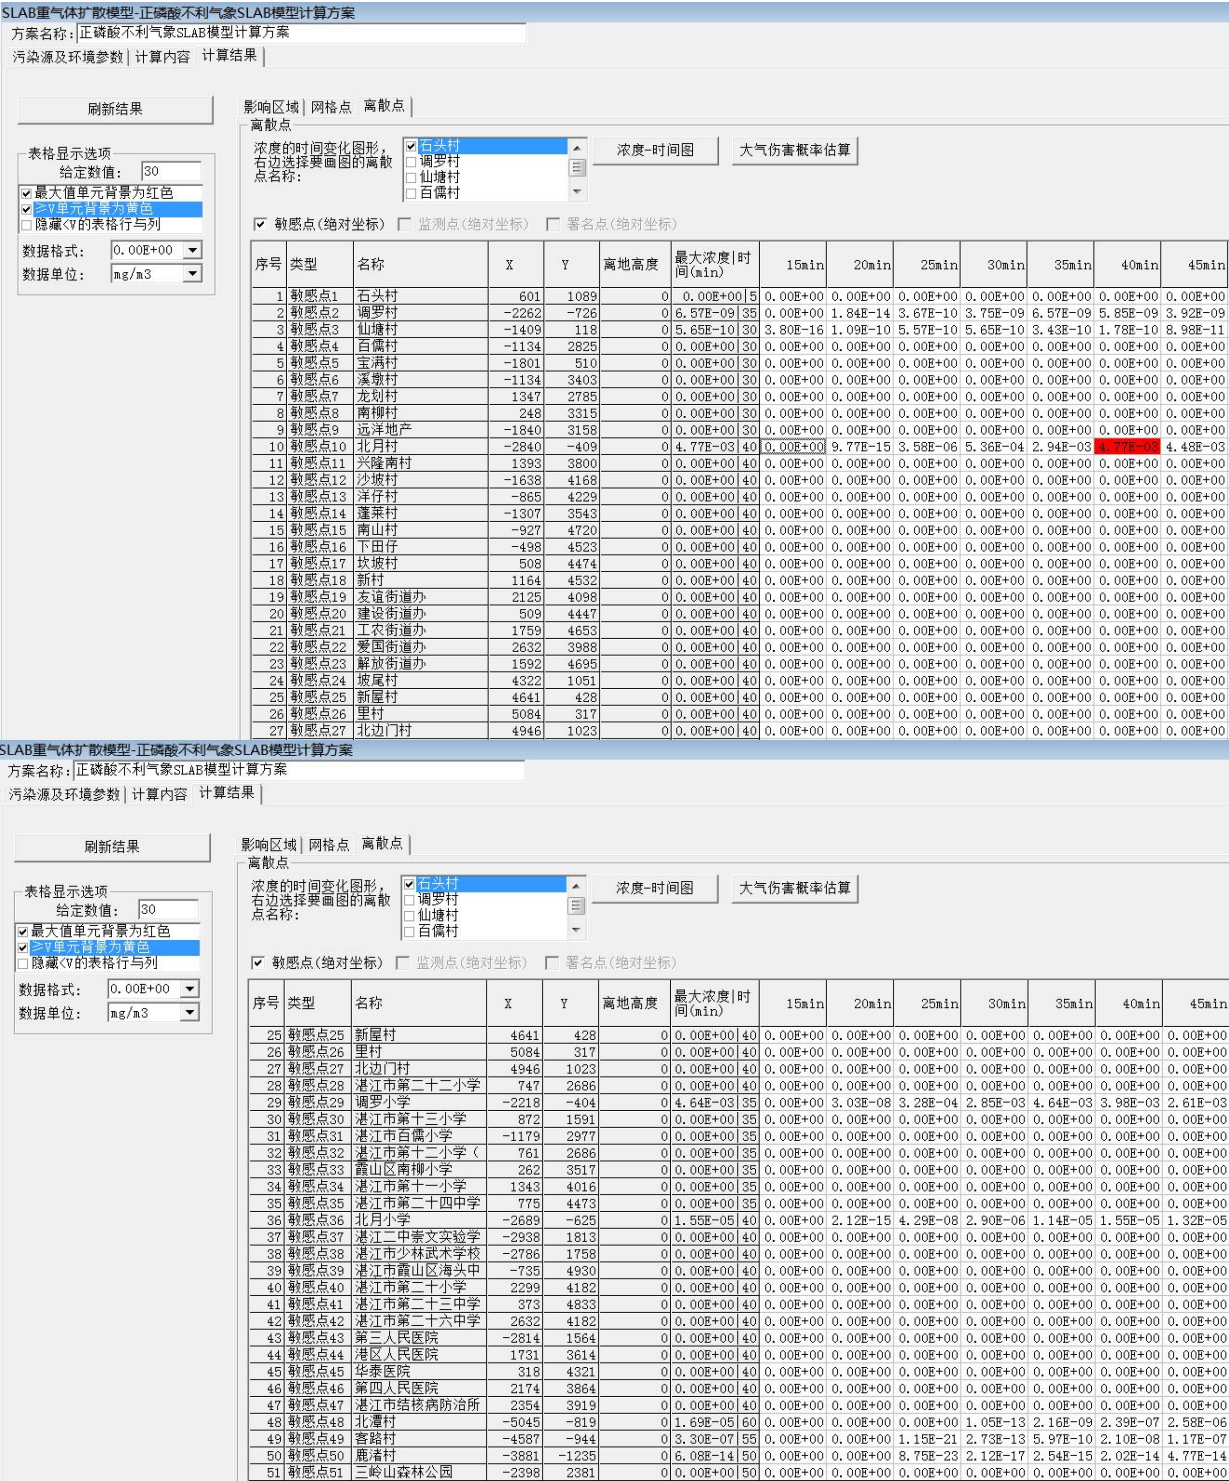 SLAB重气体扩散模型-正磷酸不利气象SLAB模型计算方案
方案名称: 正磷酸不利气象SLAB模型计算方案
污染源及环境参数 计算内容 计算结果
刷新结果
影响区域 网格点 离散点
离散点
浓度的时间变化图形,
右边选择要画图的离散
点名称:
石头村
调罗村
仙塘村
百儒村
浓度-时间图
大气伤害概率估算
表格显示选项
给定数值: 30
最大值单元背景为红色
≥V单元背景为黄色
隐藏<V的表格行与列
数据格式: 0.00E+00
数据单位: mg/m3
敏感点(绝对坐标) 监测点(绝对坐标) 署名点(绝对坐标)
序号 类型 名称 X Y 离地高度 最大浓度|时间(min) 15min 20min 25min 30min 35min 40min 45min
1 敏感点1 石头村 601 1089 0 0.00E+00|5 0.00E+00 0.00E+00 0.00E+00 0.00E+00 0.00E+00 0.00E+00 0.00E+00
2 敏感点2 调罗村 -2262 -726 0 6.57E-09|35 0.00E+00 1.84E-14 3.67E-10 3.75E-09 6.57E-09 5.85E-09 3.92E-09
3 敏感点3 仙塘村 -1409 118 0 5.65E-10|30 3.80E-16 1.09E-10 5.57E-10 5.65E-10 3.43E-10 1.78E-10 8.98E-11
4 敏感点4 百儒村 -1134 2825 0 0.00E+00|30 0.00E+00 0.00E+00 0.00E+00 0.00E+00 0.00E+00 0.00E+00 0.00E+00
5 敏感点5 宝满村 -1801 510 0 0.00E+00|30 0.00E+00 0.00E+00 0.00E+00 0.00E+00 0.00E+00 0.00E+00 0.00E+00
6 敏感点6 溪墩村 -1134 3403 0 0.00E+00|30 0.00E+00 0.00E+00 0.00E+00 0.00E+00 0.00E+00 0.00E+00 0.00E+00
7 敏感点7 龙划村 1347 2785 0 0.00E+00|30 0.00E+00 0.00E+00 0.00E+00 0.00E+00 0.00E+00 0.00E+00 0.00E+00
8 敏感点8 南柳村 248 3315 0 0.00E+00|30 0.00E+00 0.00E+00 0.00E+00 0.00E+00 0.00E+00 0.00E+00 0.00E+00
9 敏感点9 远洋地产 -1840 3158 0 0.00E+00|30 0.00E+00 0.00E+00 0.00E+00 0.00E+00 0.00E+00 0.00E+00 0.00E+00
10 敏感点10 北月村 -2840 -409 0 4.77E-03|40 0.00E+00 9.77E-15 3.58E-06 5.36E-04 2.94E-03 4.77E-03 4.48E-03
11 敏感点11 兴隆南村 1393 3800 0 0.00E+00|40 0.00E+00 0.00E+00 0.00E+00 0.00E+00 0.00E+00 0.00E+00 0.00E+00
12 敏感点12 沙坡村 -1638 4168 0 0.00E+00|40 0.00E+00 0.00E+00 0.00E+00 0.00E+00 0.00E+00 0.00E+00 0.00E+00
13 敏感点13 洋仔村 -865 4229 0 0.00E+00|40 0.00E+00 0.00E+00 0.00E+00 0.00E+00 0.00E+00 0.00E+00 0.00E+00
14 敏感点14 蓬莱村 -1307 3543 0 0.00E+00|40 0.00E+00 0.00E+00 0.00E+00 0.00E+00 0.00E+00 0.00E+00 0.00E+00
15 敏感点15 南山村 -927 4720 0 0.00E+00|40 0.00E+00 0.00E+00 0.00E+00 0.00E+00 0.00E+00 0.00E+00 0.00E+00
16 敏感点16 下田仔 -498 4523 0 0.00E+00|40 0.00E+00 0.00E+00 0.00E+00 0.00E+00 0.00E+00 0.00E+00 0.00E+00
17 敏感点17 坎坡村 508 4474 0 0.00E+00|40 0.00E+00 0.00E+00 0.00E+00 0.00E+00 0.00E+00 0.00E+00 0.00E+00
18 敏感点18 新村 1164 4532 0 0.00E+00|40 0.00E+00 0.00E+00 0.00E+00 0.00E+00 0.00E+00 0.00E+00 0.00E+00
19 敏感点19 友谊街道办 2125 4098 0 0.00E+00|40 0.00E+00 0.00E+00 0.00E+00 0.00E+00 0.00E+00 0.00E+00 0.00E+00
20 敏感点20 建设街道办 509 4447 0 0.00E+00|40 0.00E+00 0.00E+00 0.00E+00 0.00E+00 0.00E+00 0.00E+00 0.00E+00
21 敏感点21 工农街道办 1759 4653 0 0.00E+00|40 0.00E+00 0.00E+00 0.00E+00 0.00E+00 0.00E+00 0.00E+00 0.00E+00
22 敏感点22 爱国街道办 2632 3988 0 0.00E+00|40 0.00E+00 0.00E+00 0.00E+00 0.00E+00 0.00E+00 0.00E+00 0.00E+00
23 敏感点23 解放街道办 1592 4695 0 0.00E+00|40 0.00E+00 0.00E+00 0.00E+00 0.00E+00 0.00E+00 0.00E+00 0.00E+00
24 敏感点24 坡尾村 4322 1051 0 0.00E+00|40 0.00E+00 0.00E+00 0.00E+00 0.00E+00 0.00E+00 0.00E+00 0.00E+00
25 敏感点25 新屋村 4641 428 0 0.00E+00|40 0.00E+00 0.00E+00 0.00E+00 0.00E+00 0.00E+00 0.00E+00 0.00E+00
26 敏感点26 里村 5084 317 0 0.00E+00|40 0.00E+00 0.00E+00 0.00E+00 0.00E+00 0.00E+00 0.00E+00 0.00E+00
27 敏感点27 北边门村 4946 1023 0 0.00E+00|40 0.00E+00 0.00E+00 0.00E+00 0.00E+00 0.00E+00 0.00E+00 0.00E+00
SLAB重气体扩散模型-正磷酸不利气象SLAB模型计算方案
方案名称: 正磷酸不利气象SLAB模型计算方案
污染源及环境参数 计算内容 计算结果
刷新结果
影响区域 网格点 离散点
离散点
浓度的时间变化图形,
右边选择要画图的离散
点名称:
石头村
调罗村
仙塘村
百儒村
浓度-时间图
大气伤害概率估算
表格显示选项
给定数值: 30
最大值单元背景为红色
≥V单元背景为黄色
隐藏<V的表格行与列
数据格式: 0.00E+00
数据单位: mg/m3
敏感点(绝对坐标) 监测点(绝对坐标) 署名点(绝对坐标)
序号 类型 名称 X Y 离地高度 最大浓度|时间(min) 15min 20min 25min 30min 35min 40min 45min
25 敏感点25 新屋村 4641 428 0 0.00E+00|40 0.00E+00 0.00E+00 0.00E+00 0.00E+00 0.00E+00 0.00E+00 0.00E+00
26 敏感点26 里村 5084 317 0 0.00E+00|40 0.00E+00 0.00E+00 0.00E+00 0.00E+00 0.00E+00 0.00E+00 0.00E+00
27 敏感点27 北边门村 4946 1023 0 0.00E+00|40 0.00E+00 0.00E+00 0.00E+00 0.00E+00 0.00E+00 0.00E+00 0.00E+00
28 敏感点28 湛江市第二十二小学 747 2686 0 0.00E+00|40 0.00E+00 0.00E+00 0.00E+00 0.00E+00 0.00E+00 0.00E+00 0.00E+00
29 敏感点29 调罗小学 -2218 -404 0 4.64E-03|35 0.00E+00 3.03E-08 3.28E-04 2.85E-03 4.64E-03 3.98E-03 2.61E-03
30 敏感点30 湛江市第十三小学 872 1591 0 0.00E+00|35 0.00E+00 0.00E+00 0.00E+00 0.00E+00 0.00E+00 0.00E+00 0.00E+00
31 敏感点31 湛江市百儒小学 -1179 2977 0 0.00E+00|35 0.00E+00 0.00E+00 0.00E+00 0.00E+00 0.00E+00 0.00E+00 0.00E+00
32 敏感点32 湛江市第十二小学( 761 2686 0 0.00E+00|35 0.00E+00 0.00E+00 0.00E+00 0.00E+00 0.00E+00 0.00E+00 0.00E+00
33 敏感点33 霞山区南柳小学 262 3517 0 0.00E+00|35 0.00E+00 0.00E+00 0.00E+00 0.00E+00 0.00E+00 0.00E+00 0.00E+00
34 敏感点34 湛江市第十一小学 1343 4016 0 0.00E+00|35 0.00E+00 0.00E+00 0.00E+00 0.00E+00 0.00E+00 0.00E+00 0.00E+00
35 敏感点35 湛江市第二十四中学 775 4473 0 0.00E+00|35 0.00E+00 0.00E+00 0.00E+00 0.00E+00 0.00E+00 0.00E+00 0.00E+00
36 敏感点36 北月小学 -2689 -625 0 1.55E-05|40 0.00E+00 2.12E-15 4.29E-08 2.90E-06 1.14E-05 1.55E-05 1.32E-05
37 敏感点37 湛江二中崇文实验学 -2938 1813 0 0.00E+00|40 0.00E+00 0.00E+00 0.00E+00 0.00E+00 0.00E+00 0.00E+00 0.00E+00
38 敏感点38 湛江市少林武术学校 -2786 1758 0 0.00E+00|40 0.00E+00 0.00E+00 0.00E+00 0.00E+00 0.00E+00 0.00E+00 0.00E+00
39 敏感点39 湛江市霞山区海头中 -735 4930 0 0.00E+00|40 0.00E+00 0.00E+00 0.00E+00 0.00E+00 0.00E+00 0.00E+00 0.00E+00
40 敏感点40 湛江市第二十小学 2299 4182 0 0.00E+00|40 0.00E+00 0.00E+00 0.00E+00 0.00E+00 0.00E+00 0.00E+00 0.00E+00
41 敏感点41 湛江市第二十三中学 373 4833 0 0.00E+00|40 0.00E+00 0.00E+00 0.00E+00 0.00E+00 0.00E+00 0.00E+00 0.00E+00
42 敏感点42 湛江市第二十六中学 2632 4182 0 0.00E+00|40 0.00E+00 0.00E+00 0.00E+00 0.00E+00 0.00E+00 0.00E+00 0.00E+00
43 敏感点43 第三人民医院 -2814 1564 0 0.00E+00|40 0.00E+00 0.00E+00 0.00E+00 0.00E+00 0.00E+00 0.00E+00 0.00E+00
44 敏感点44 港区人民医院 1731 3614 0 0.00E+00|40 0.00E+00 0.00E+00 0.00E+00 0.00E+00 0.00E+00 0.00E+00 0.00E+00
45 敏感点45 华泰医院 318 4321 0 0.00E+00|40 0.00E+00 0.00E+00 0.00E+00 0.00E+00 0.00E+00 0.00E+00 0.00E+00
46 敏感点46 第四人民医院 2174 3864 0 0.00E+00|40 0.00E+00 0.00E+00 0.00E+00 0.00E+00 0.00E+00 0.00E+00 0.00E+00
47 敏感点47 湛江市结核病防治所 2354 3919 0 0.00E+00|40 0.00E+00 0.00E+00 0.00E+00 0.00E+00 0.00E+00 0.00E+00 0.00E+00
48 敏感点48 北潭村 -5045 -819 0 1.69E-05|60 0.00E+00 0.00E+00 0.00E+00 1.05E-13 2.16E-09 2.39E-07 2.58E-06
49 敏感点49 客路村 -4587 -944 0 3.30E-07|55 0.00E+00 0.00E+00 1.15E-21 2.73E-13 5.97E-10 2.10E-08 1.17E-07
50 敏感点50 鹿渚村 -3881 -1235 0 6.08E-14|50 0.00E+00 0.00E+00 8.75E-23 2.12E-17 2.54E-15 2.02E-14 4.77E-14
51 敏感点51 三岭山森林公园 -2398 2381 0 0.00E+00|50 0.00E+00 0.00E+00 0.00E+00 0.00E+00 0.00E+00 0.00E+00 0.00E+00